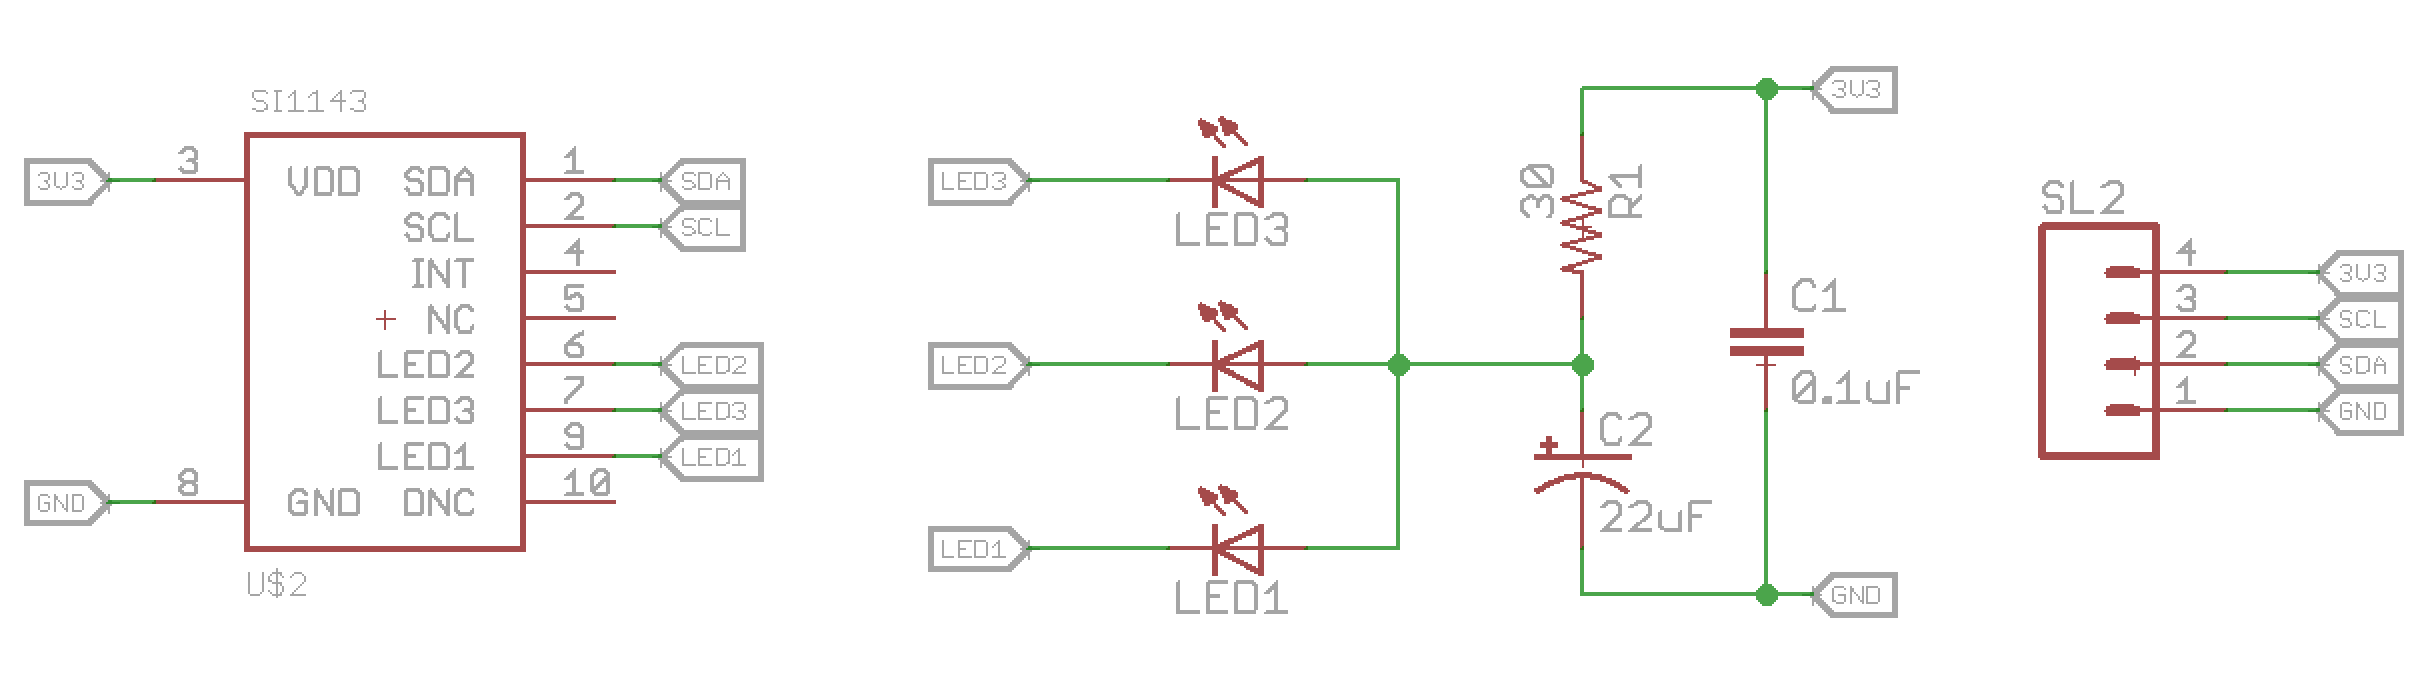 SI1143
3V3
3
VDD
SDA
1
SDA
SCL
2
SCL
INT
4
+ NC
5
LED2
6
LED2
LED3
7
LED3
LED1
9
LED1
GND
8
GND
DNC
10
U$2
LED3
LED3
LED2
LED2
LED1
LED1
30
R1
3V3
C1
0.1uF
C2
22uF
GND
SL2
4
3V3
3
SCL
2
SDA
1
GND